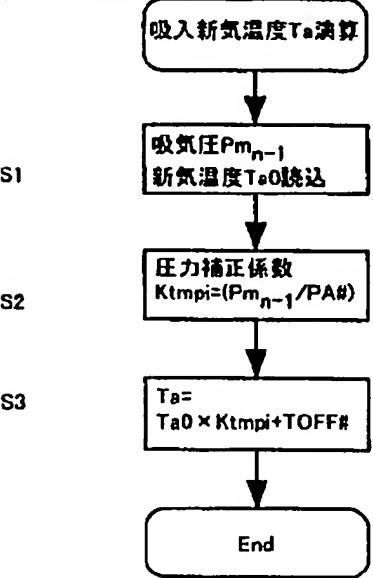 吸入新気温度Ta演算
S1
吸気圧Pmn-1
新気温度Ta0読込
S2
圧力補正係数
Ktmpi=(Pmn-1/PA#)
S3
Ta=
Ta0×Ktmpi+TOFF#
End